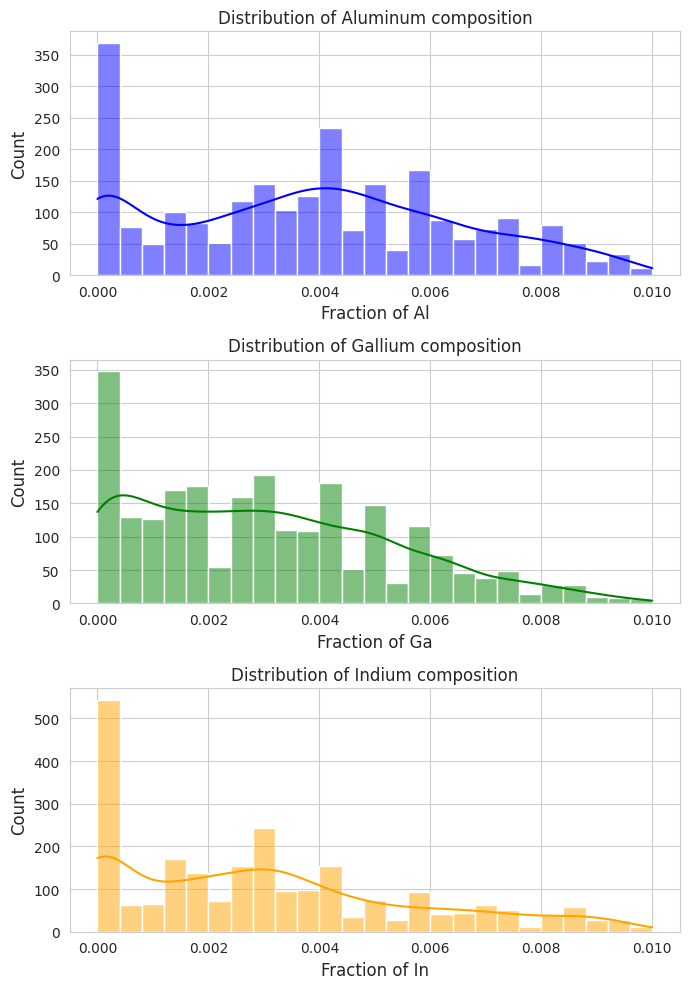 Distribution of Aluminum composition
350
300
250
200
150
100
50
0
Count
0.000 0.002 0.004 0.006 0.008 0.010
Fraction of Al
Distribution of Gallium composition
350
300
250
200
150
100
50
0
Count
0.000 0.002 0.004 0.006 0.008 0.010
Fraction of Ga
Distribution of Indium composition
500
400
300
200
100
0
Count
0.000 0.002 0.004 0.006 0.008 0.010
Fraction of In